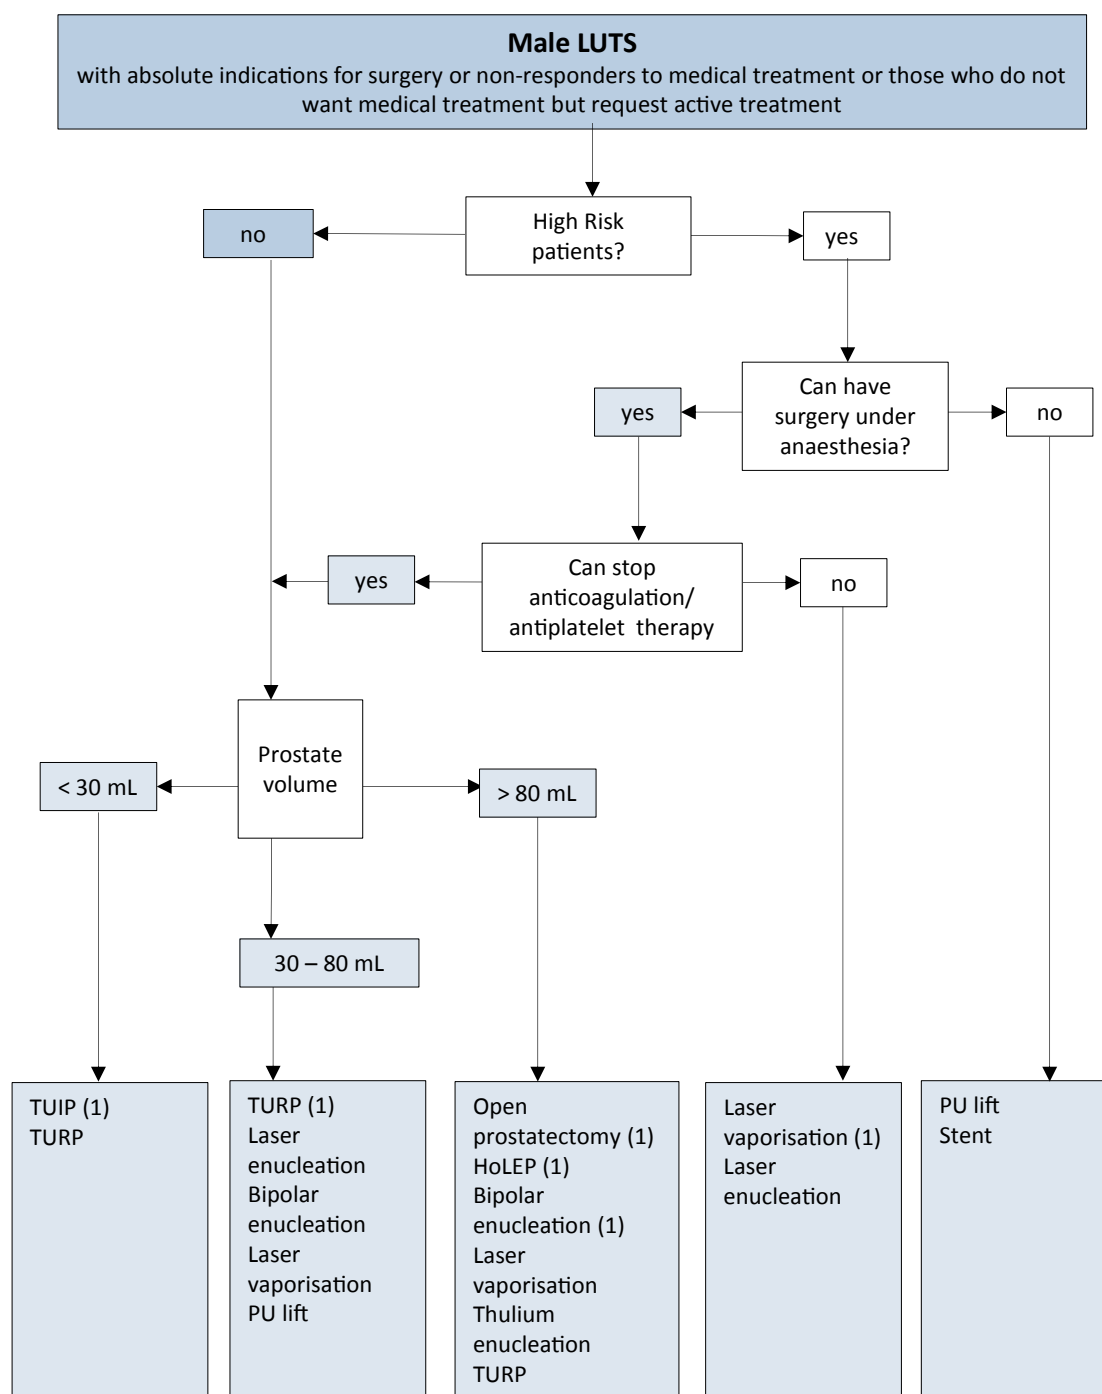 Male LUTS
with absolute indications for surgery or non-responders to medical treatment or those who do not
want medical treatment but request active treatment
no
High Risk
patients?
yes
Can have
surgery under
anaesthesia?
yes
no
Can stop
anticoagulation/
antiplatelet therapy
yes
no
Prostate
volume
< 30 mL
> 80 mL
30 – 80 mL
TUIP (1)
TURP
TURP (1)
Laser
enucleation
Bipolar
enucleation
Laser
vaporisation
PU lift
Open
prostatectomy (1)
HoLEP (1)
Bipolar
enucleation (1)
Laser
vaporisation
Thulium
enucleation
TURP
Laser
vaporisation (1)
Laser
enucleation
PU lift
Stent